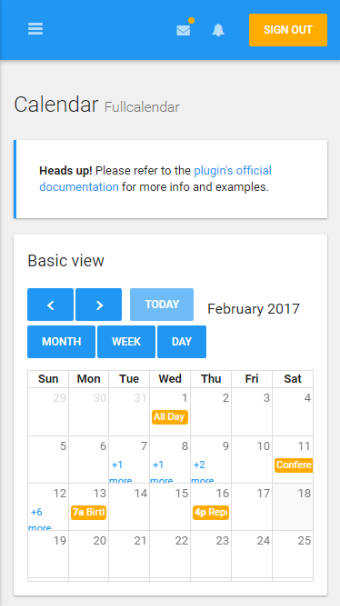 SIGN OUT
Calendar Fullcalendar
Heads up! Please refer to the plugin's official
documentation for more info and examples.
Basic view
TODAY
February 2017
MONTH WEEK DAY
Sun Mon Tue Wed Thu Fri Sat
29 30 31 1 2 3 4
All Day
5 6 7 8 9 10 11
+1 more +1 more +2 more Confere
12 13 14 15 16 17 18
+6 more 7a Birt 4p Rep
19 20 21 22 23 24 25